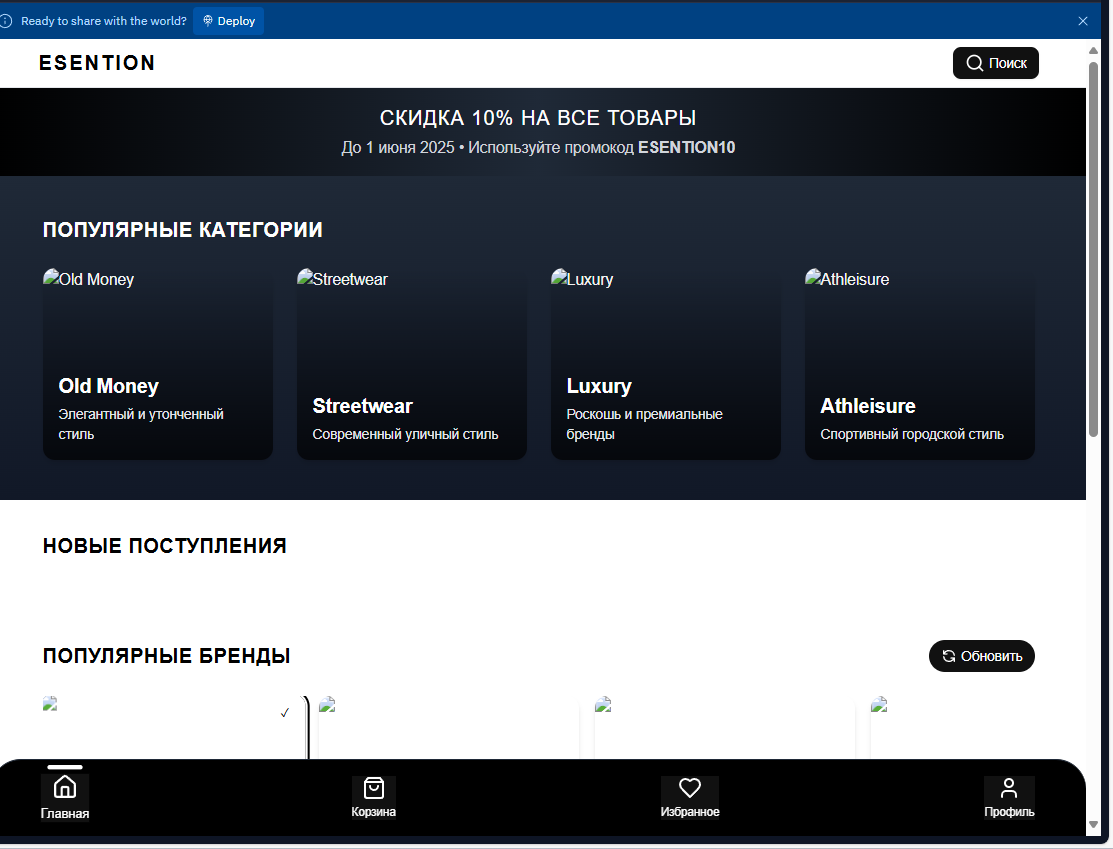 Ready to share with the world? Deploy
ESENTION
Поиск
СКИДКА 10% НА ВСЕ ТОВАРЫ
До 1 июня 2025 • Используйте промокод ESENTION10
ПОПУЛЯРНЫЕ КАТЕГОРИИ
Old Money
Streetwear
Luxury
Athleisure
Old Money
Элегантный и утонченный
стиль
Streetwear
Современный уличный стиль
Luxury
Роскошь и премиальные
бренды
Athleisure
Спортивный городской стиль
НОВЫЕ ПОСТУПЛЕНИЯ
ПОПУЛЯРНЫЕ БРЕНДЫ
Обновить
✓
Главная
Корзина
Избранное
Профиль